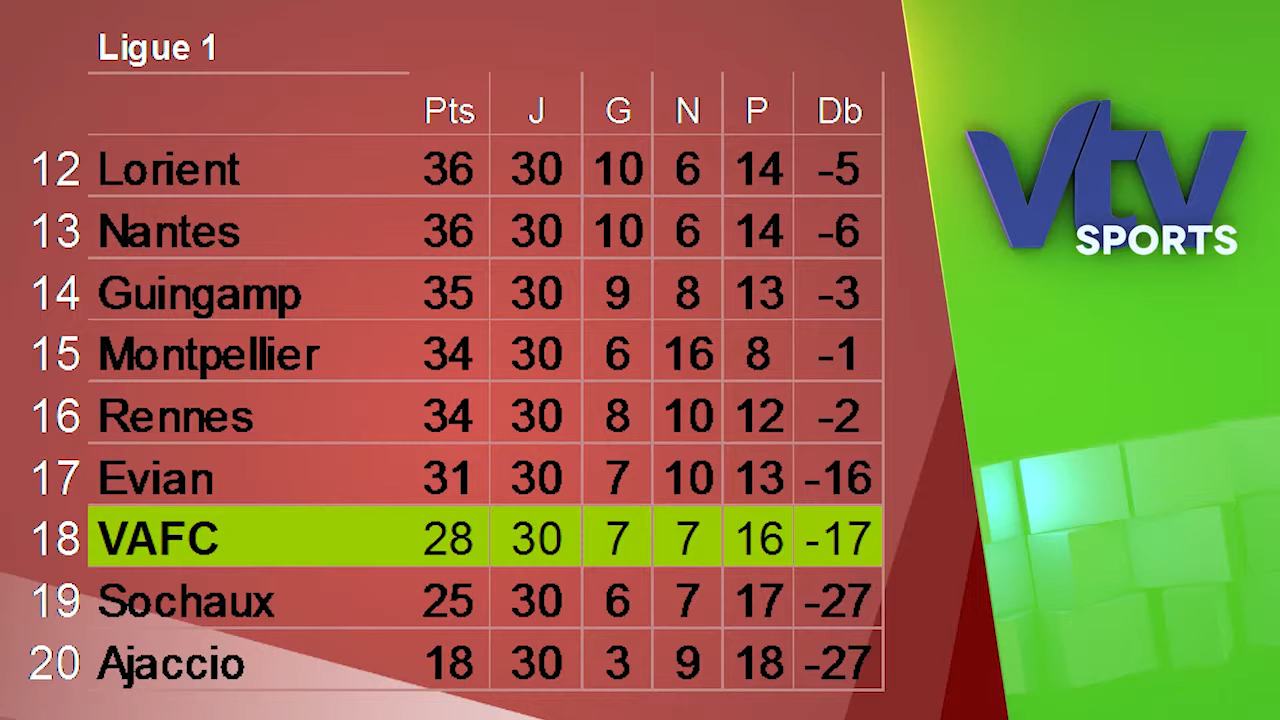 Ligue 1
Pts J G N P Db
12 Lorient 36 30 10 6 14 -5
13 Nantes 36 30 10 6 14 -6
14 Guingamp 35 30 9 8 13 -3
15 Montpellier 34 30 6 16 8 -1
16 Rennes 34 30 8 10 12 -2
17 Evian 31 30 7 10 13 -16
18 VAFC 28 30 7 7 16 -17
19 Sochaux 25 30 6 7 17 -27
20 Ajaccio 18 30 3 9 18 -27
vtv
SPORTS